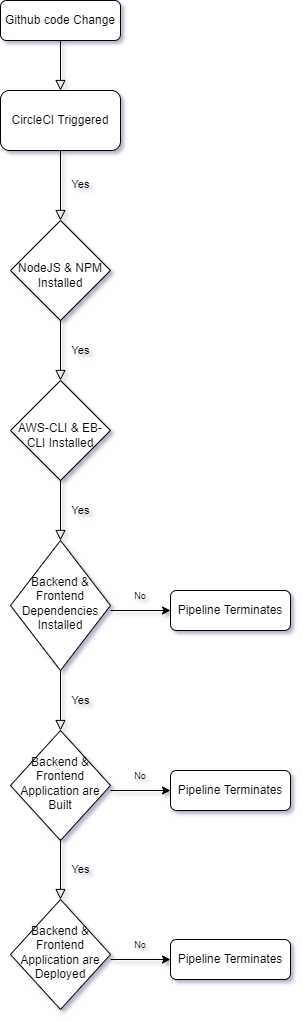 Github code Change
CircleCI Triggered
Yes
NodeJS & NPM
Installed
Yes
AWS-CLI & EB-
CLI Installed
Yes
Backend &
Frontend
Dependencies
Installed
No
Pipeline Terminates
Yes
Backend &
Frontend
Application are
Built
No
Pipeline Terminates
Yes
Backend &
Frontend
Application are
Deployed
No
Pipeline Terminates